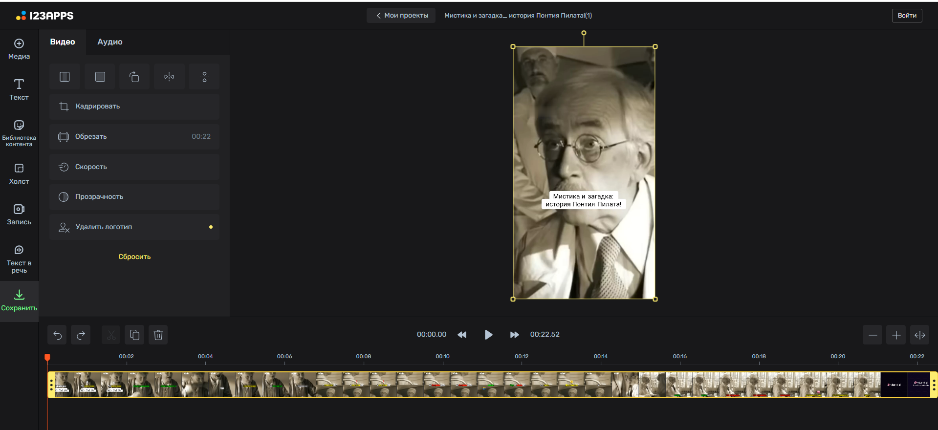 123APPS
Мои проекты
Мистика и загадка_ история Понтия Пилата!(1)
Войти
Медиа
Текст
Библиотека
контента
Холст
Запись
Текст в
речь
Сохранить
Видео
Аудио
Кадрировать
Обрезать 00:22
Скорость
Прозрачность
Удалить логотип
Сбросить
Мистика и загадка:
история Понтия Пилата!
00:00.00
00:22.52
00:02 00:04 00:06 00:08 00:10 00:12 00:14 00:16 00:18 00:20 00:22